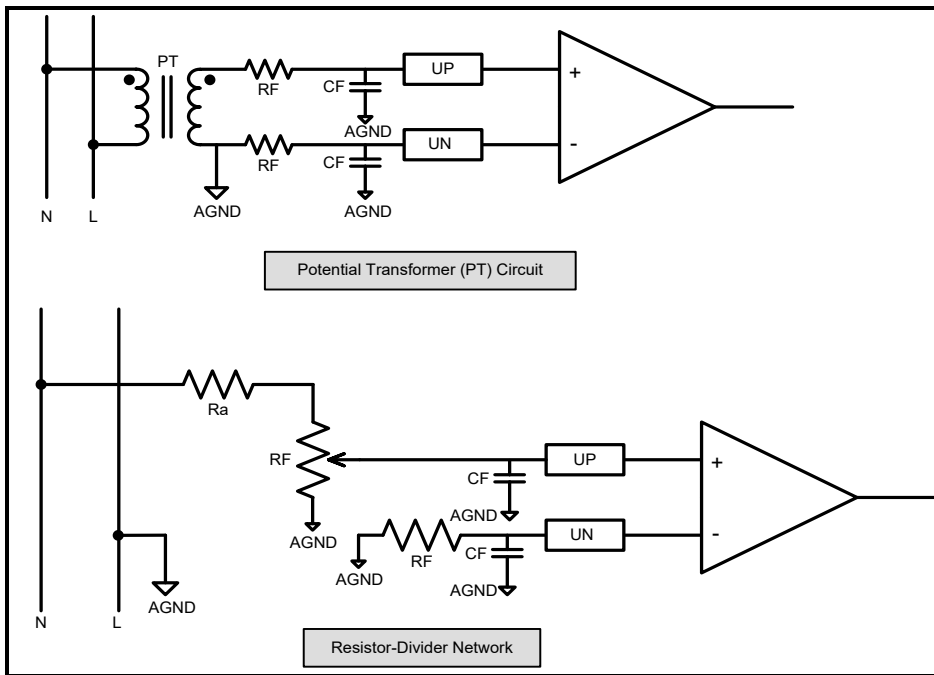 PT
RF
CF
UP
+
AGND
RF
CF
UN
-
AGND
AGND
N
L
Potential Transformer (PT) Circuit
Ra
RF
CF
UP
+
AGND
AGND
RF
CF
UN
-
AGND
AGND
AGND
N
L
Resistor-Divider Network